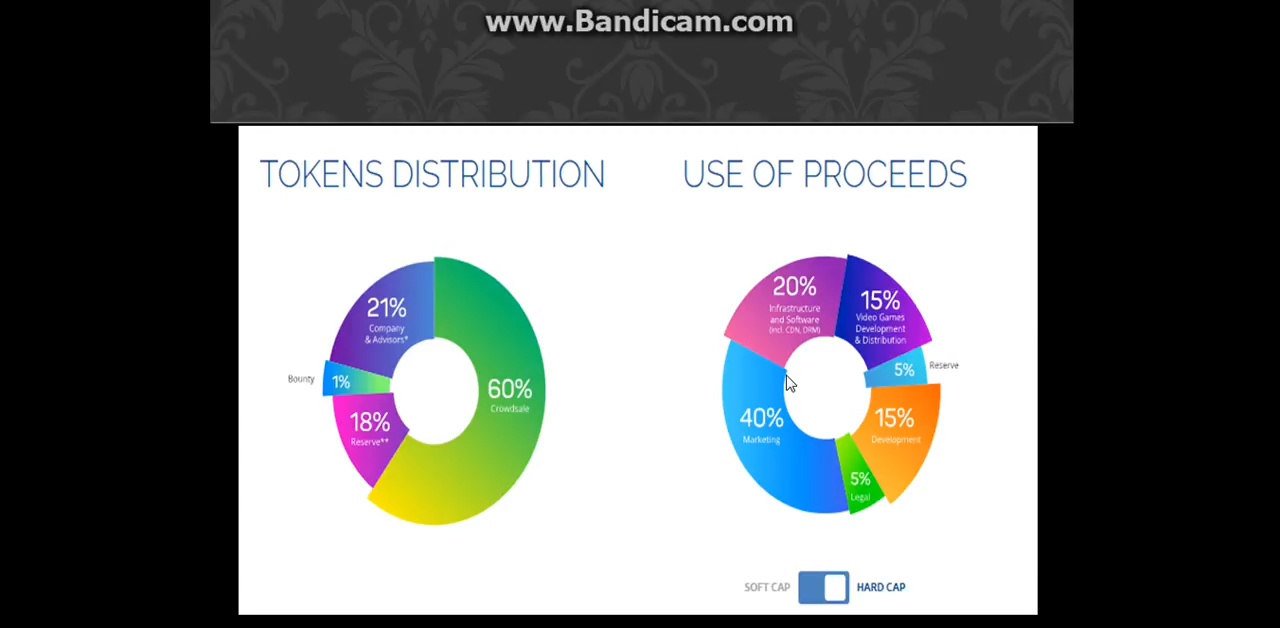 www.Bandicam.com
TOKENS DISTRIBUTION
21%
Company
& Advisors*
Bounty
1%
18%
Reserve**
60%
Crowdsale
USE OF PROCEEDS
20%
Infrastructure
and Software
(incl. CDN, DRM)
15%
Video Games
Development
& Distribution
5%
Reserve
15%
Development
5%
Legal
40%
Marketing
SOFT CAP
HARD CAP